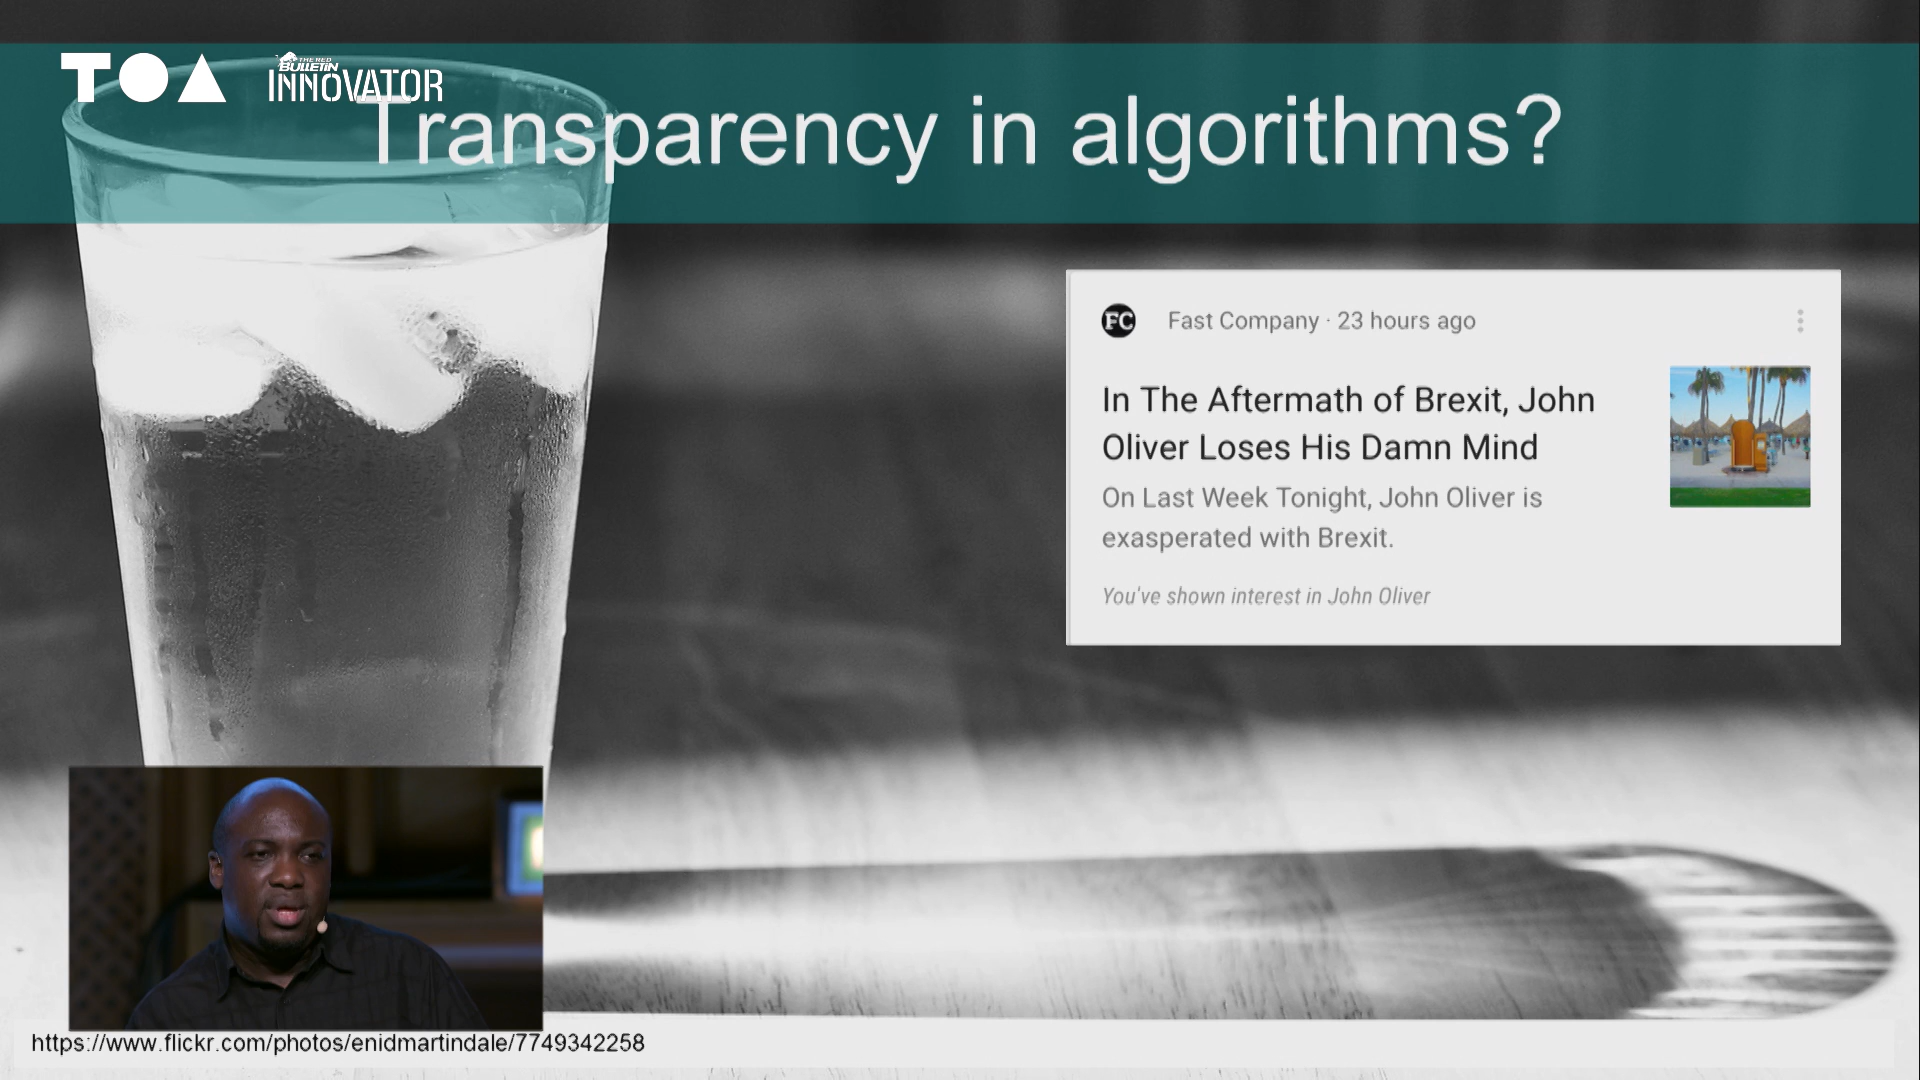 TOA
THE RED
BULLETIN
INNOVATOR
Transparency in algorithms?
FC
Fast Company · 23 hours ago
In The Aftermath of Brexit, John
Oliver Loses His Damn Mind
On Last Week Tonight, John Oliver is
exasperated with Brexit.
You've shown interest in John Oliver
https://www.flickr.com/photos/enidmartindale/7749342258